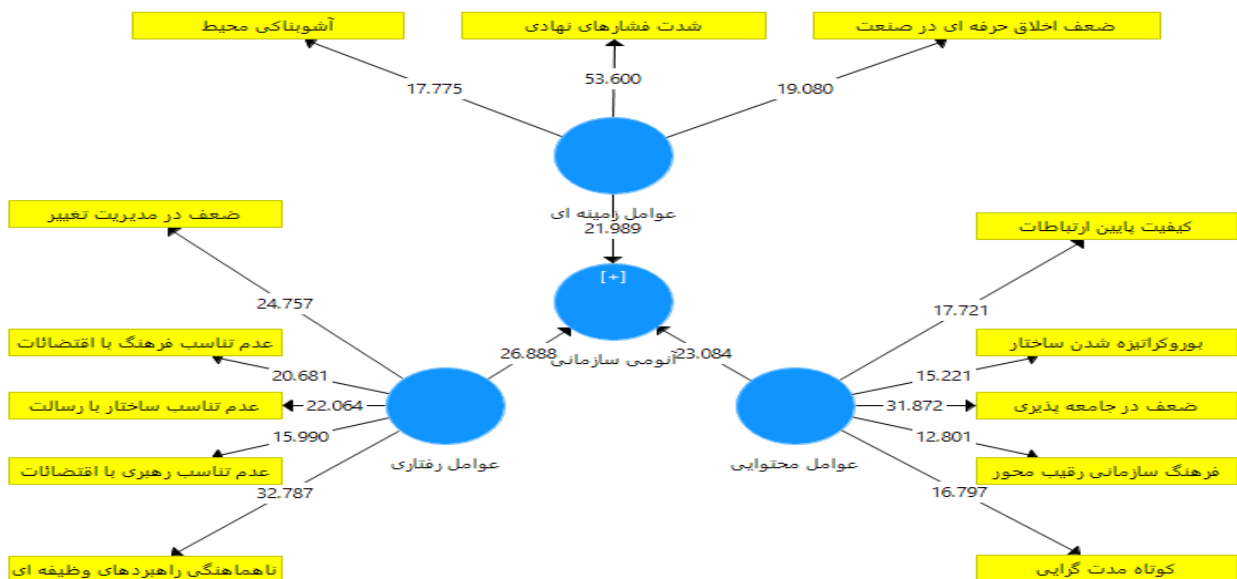 ضعف اخلاق حرفه ای در صنعت
شدت فشارهای نهادی
آشوبناکی محیط
19.080
53.600
17.775
عوامل زمینه ای
21.989
[+]
آنومی سازمانی
23.084
26.888
کیفیت پایین ارتباطات
17.721
بوروکراتیزه شدن ساختار
15.221
ضعف در جامعه پذیری
31.872
فرهنگ سازمانی رقیب محور
12.801
کوتاه مدت گرایی
16.797
عوامل محتوایی
ضعف در مدیریت تغییر
24.757
عدم تناسب فرهنگ با اقتضائات
20.681
عدم تناسب ساختار با رسالت
22.064
عدم تناسب رهبری با اقتضائات
15.990
ناهماهنگی راهبردهای وظیفه ای
32.787
عوامل رفتاری